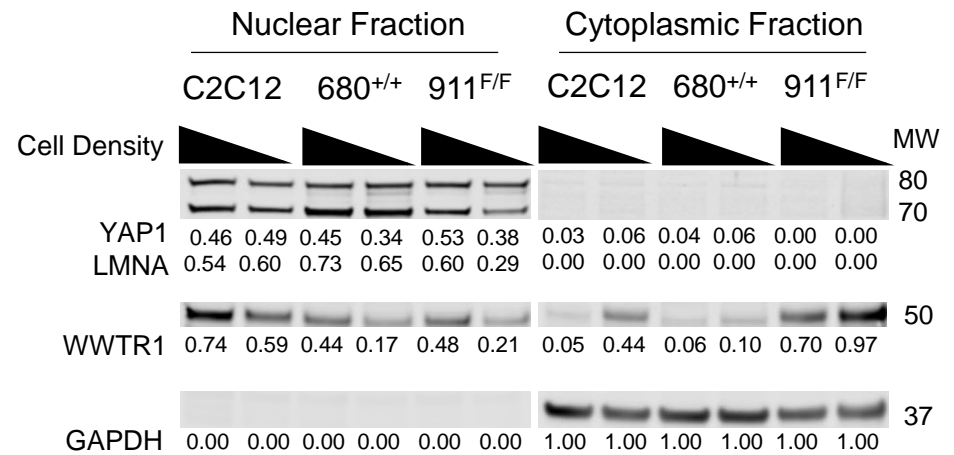 Nuclear Fraction Cytoplasmic Fraction
C2C12 680+/+ 911F/F C2C12 680+/+ 911F/F
Cell Density MW
80
70
YAP1 0.46 0.49 0.45 0.34 0.53 0.38 0.03 0.06 0.04 0.06 0.00 0.00
LMNA 0.54 0.60 0.73 0.65 0.60 0.29 0.00 0.00 0.00 0.00 0.00 0.00
50
WWTR1 0.74 0.59 0.44 0.17 0.48 0.21 0.05 0.44 0.06 0.10 0.70 0.97
37
GAPDH 0.00 0.00 0.00 0.00 0.00 0.00 1.00 1.00 1.00 1.00 1.00 1.00